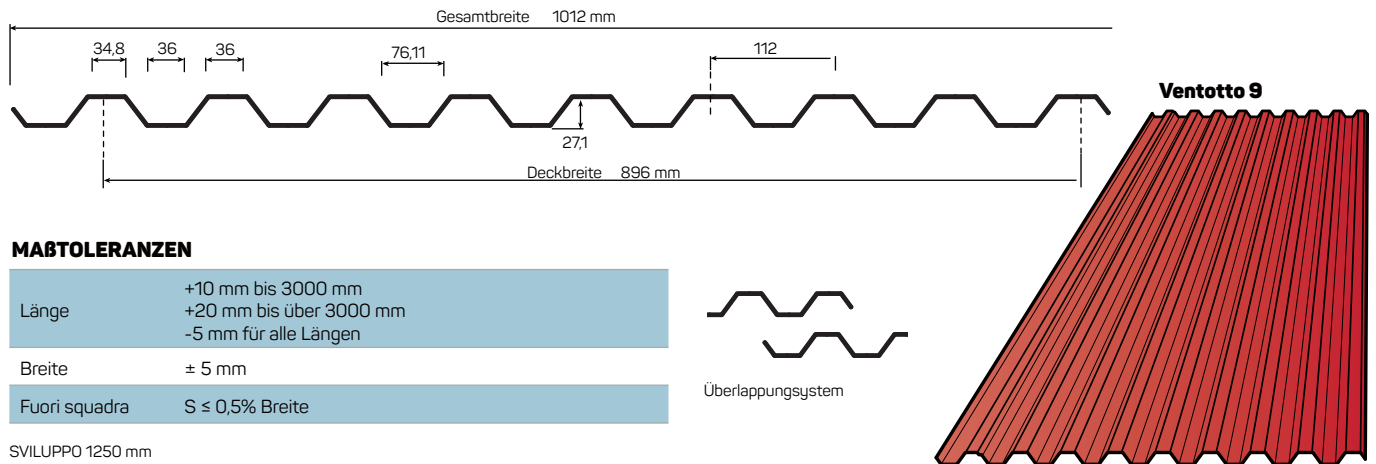 Gesamtbreite 1012 mm
34,8 36 36 76,11 112
27,1
Deckbreite 896 mm
Ventotto 9
MAßTOLERANZEN
Länge
+10 mm bis 3000 mm
+20 mm bis über 3000 mm
-5 mm für alle Längen
Breite ± 5 mm
Fuori squadra S ≤ 0,5% Breite
SVILUPPO 1250 mm
Überlappungsystem